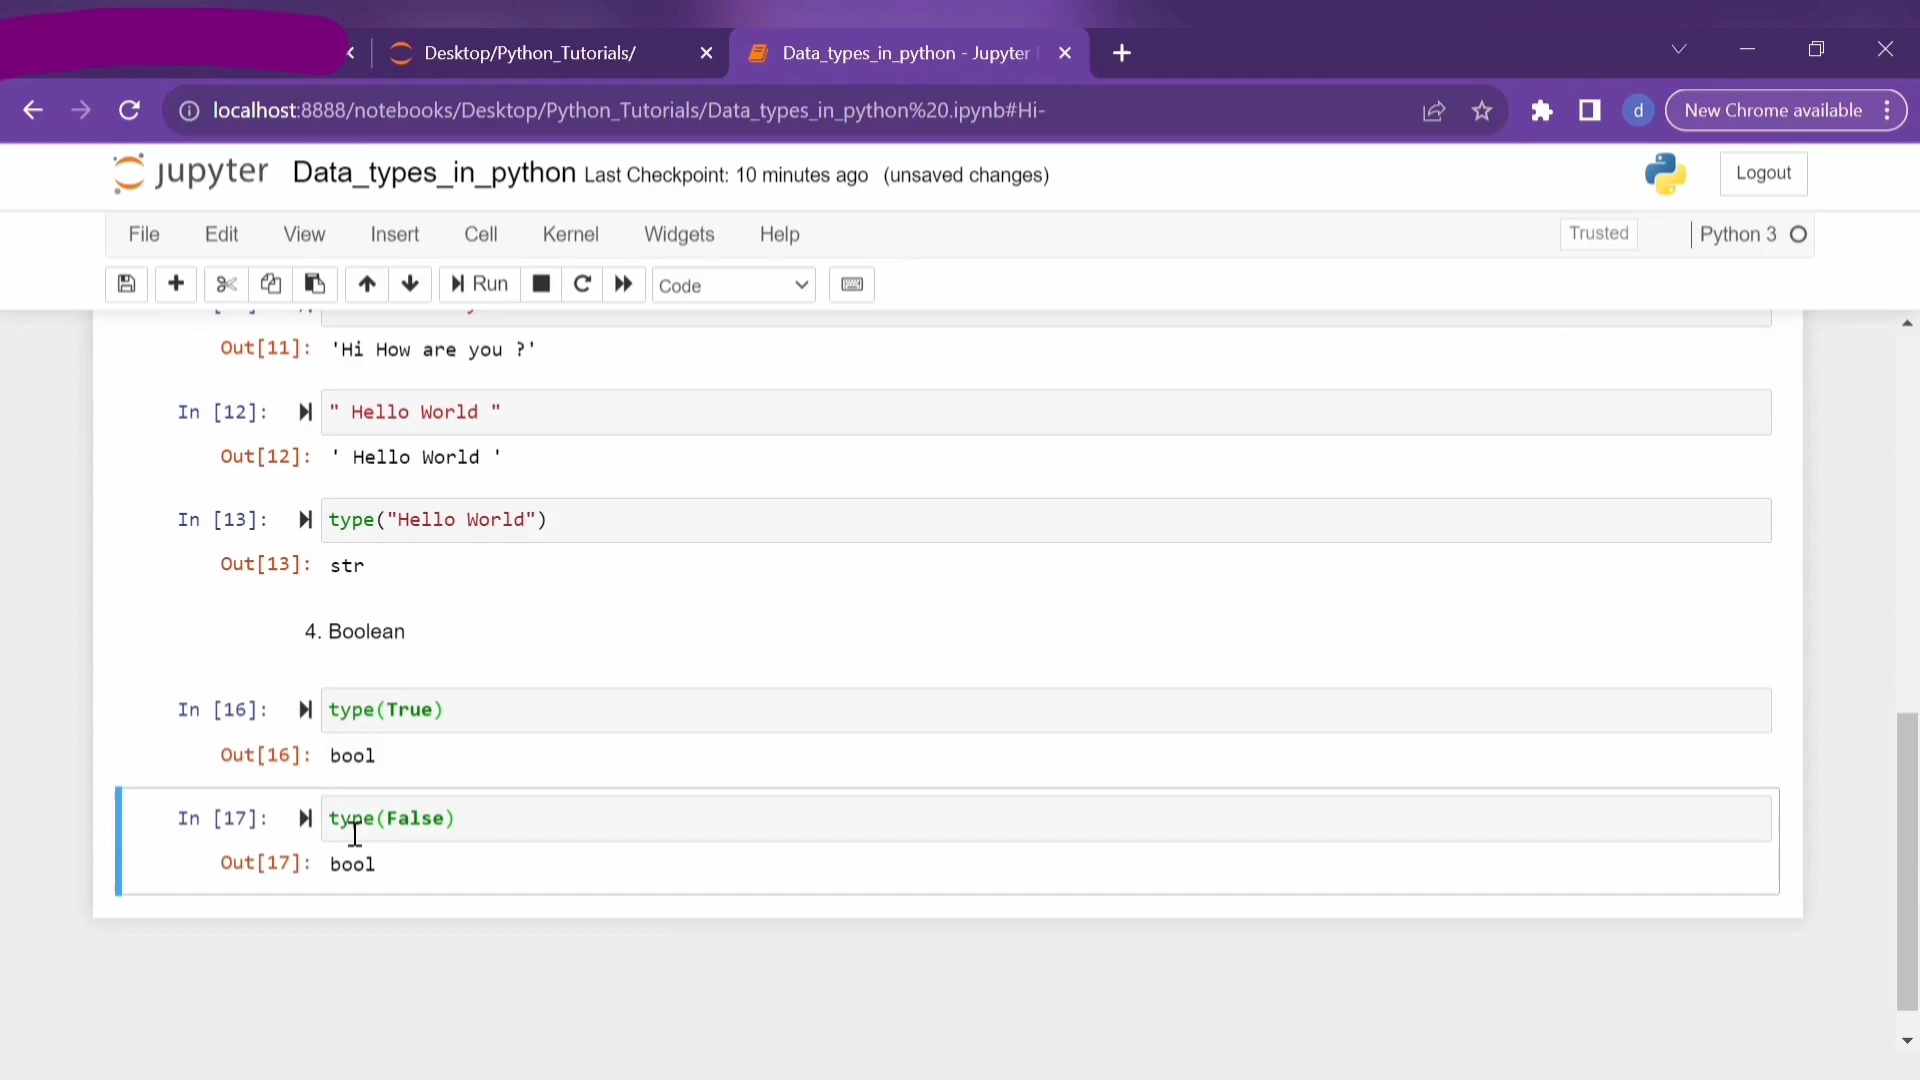 Desktop/Python_Tutorials/
Data_types_in_python - Jupyter
localhost:8888/notebooks/Desktop/Python_Tutorials/Data_types_in_python%20.ipynb#Hi-
d
New Chrome available
jupyter
Data_types_in_python Last Checkpoint: 10 minutes ago (unsaved changes)
Logout
File Edit View Insert Cell Kernel Widgets Help
Trusted
Python 3
Run
Code
Out[11]: 'Hi How are you ?'
In [12]: " Hello World "
Out[12]: ' Hello World '
In [13]: type("Hello World")
Out[13]: str
4. Boolean
In [16]: type(True)
Out[16]: bool
In [17]: type(False)
Out[17]: bool